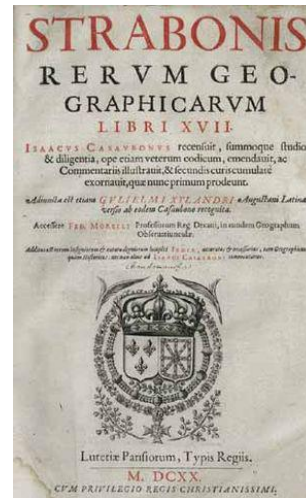 STRABONIS
RERVM GEO-
GRAPHICARVM
LIBRI XVII.
ISAACVS CASAVBONVS recensuit, summoque studio
& diligentia, ope etiam veterum codicum, emendauit, ac
Commentariis illustrauit, & secundis curis cumulatè
exornauit, quæ nunc primum prodeunt.
Adiuncta est etiam GVLIELMI XYLANDRI Augustani Latina
versio ab eodem Casaubono recognita.
Accessere FED. MORELLI Professorum Reg. Decani, in eundem Geographum
Obseruatiunculæ.
Lutetiæ Parisiorum, Typis Regiis.
M. DCXX.
CVM PRIVILEGIO REGIS CHRISTIANISSIMI.